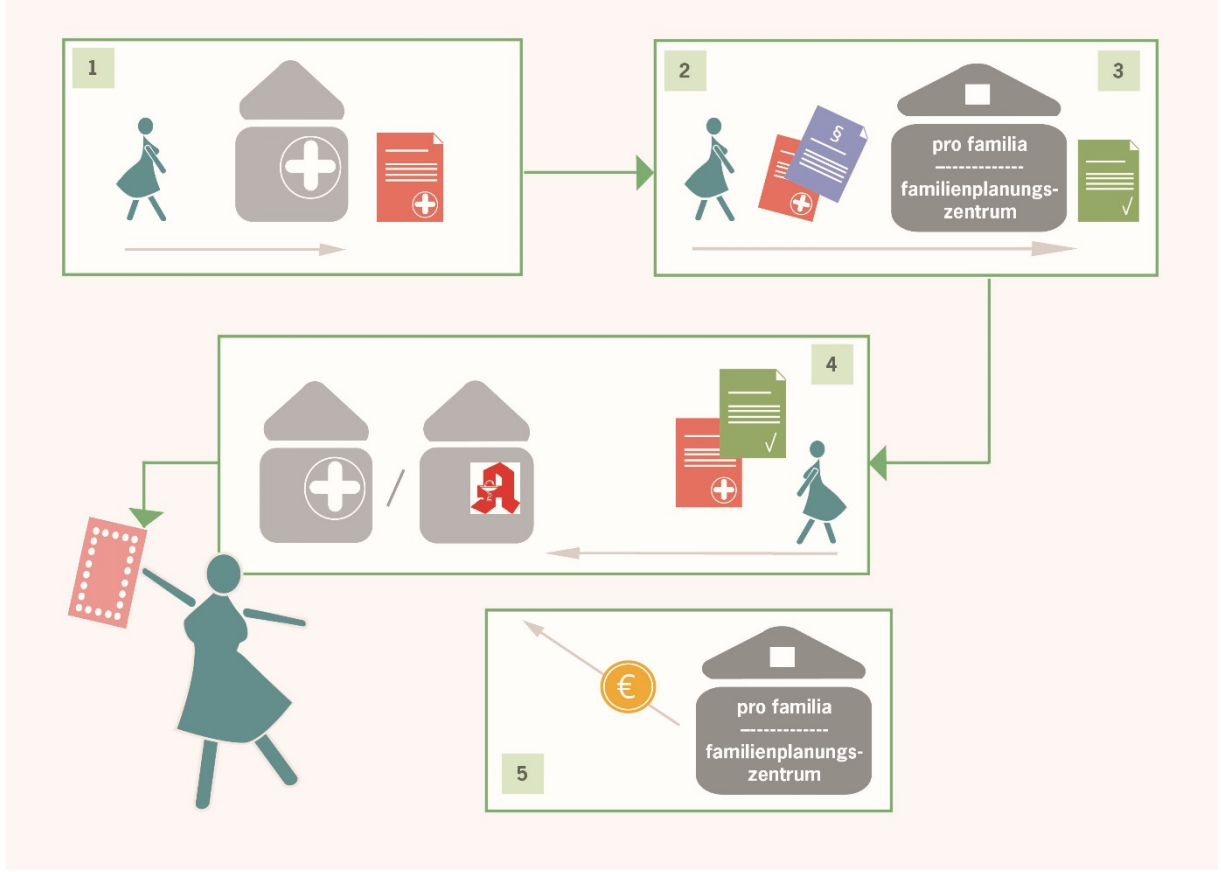 1
2
3
§
pro familia
-------------
familienplanungs-
zentrum
√
4
√
A
5
€
pro familia
-------------
familienplanungs-
zentrum